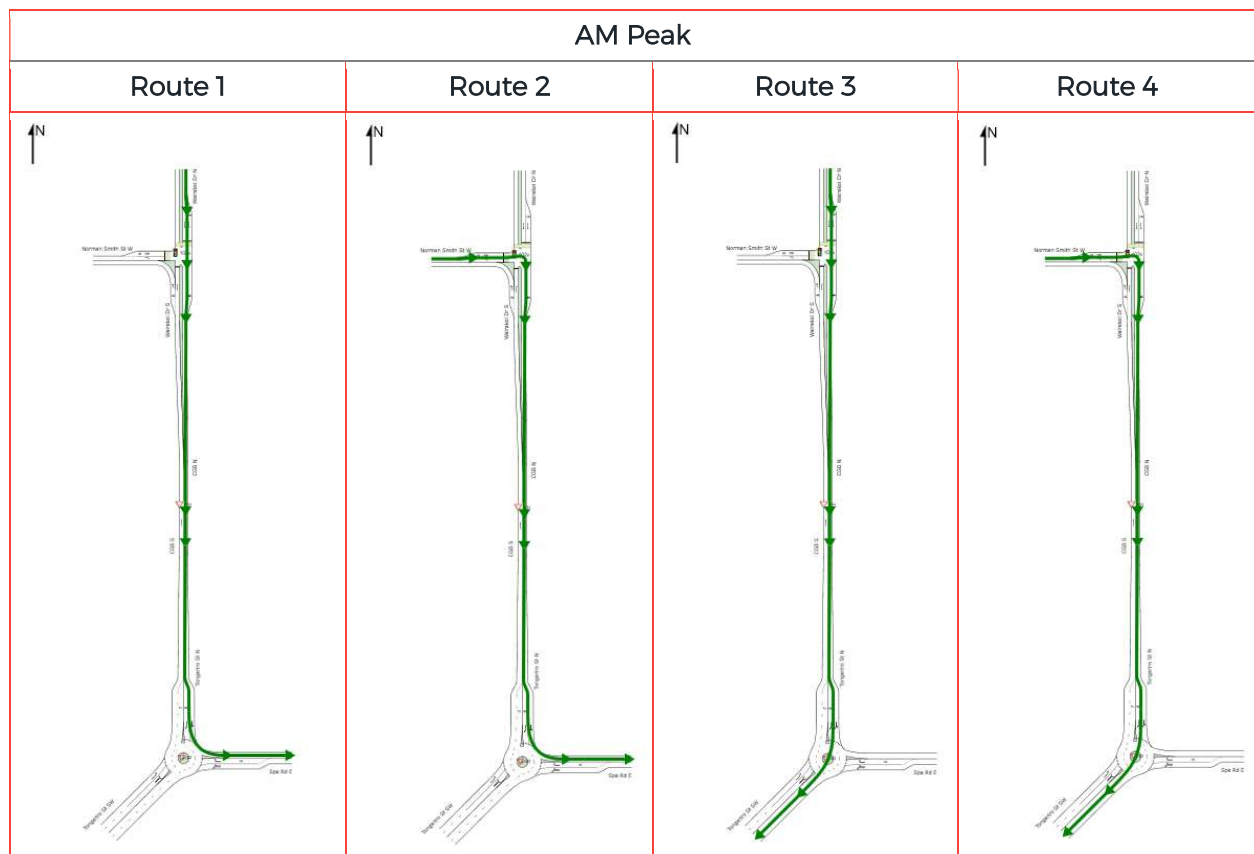 AM Peak
Route 1
Route 2
Route 3
Route 4
N
Wairakei Dr N
Norman Smith St W
Wairakei Dr S
CGB N
CGB S
Tongariro St N
Tongariro St SW
Spa Rd E
N
Wairakei Dr N
Norman Smith St W
Wairakei Dr S
CGB N
CGB S
Tongariro St N
Tongariro St SW
Spa Rd E
N
Wairakei Dr N
Norman Smith St W
Wairakei Dr S
CGB N
CGB S
Tongariro St N
Tongariro St SW
Spa Rd E
N
Wairakei Dr N
Norman Smith St W
Wairakei Dr S
CGB N
CGB S
Tongariro St N
Tongariro St SW
Spa Rd E